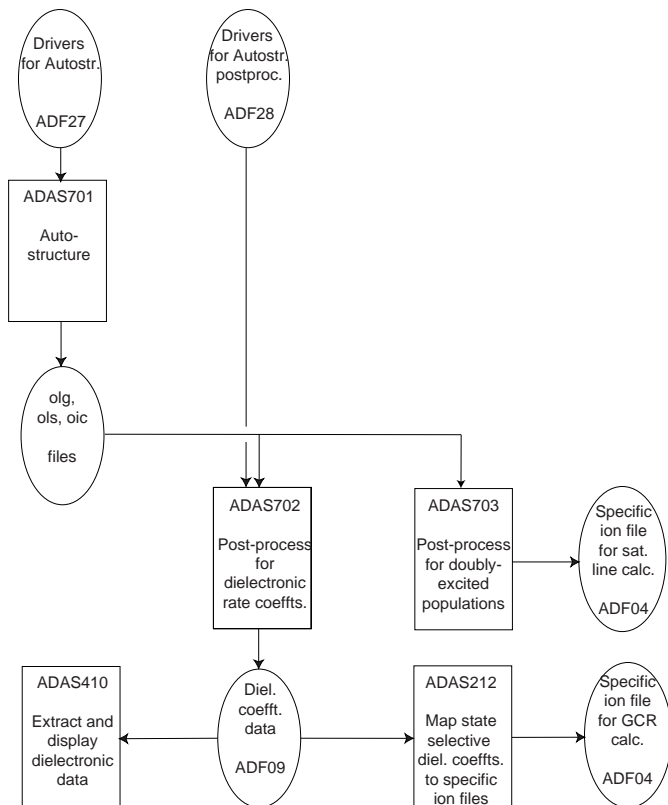 Drivers
for Autostr.
ADF27
Drivers
for Autostr.
postproc.
ADF28
ADAS701
Auto-
structure
olg,
ols, oic
files
ADAS702
Post-process
for
dielectronic
rate coeffts.
ADAS703
Post-process
for doubly-
excited
populations
Specific
ion file
for sat.
line calc.
ADF04
ADAS410
Extract and
display
dielectronic
data
Diel.
coefft.
data
ADF09
ADAS212
Map state
selective
diel. coeffts.
to specific
ion files
Specific
ion file
for GCR
calc.
ADF04